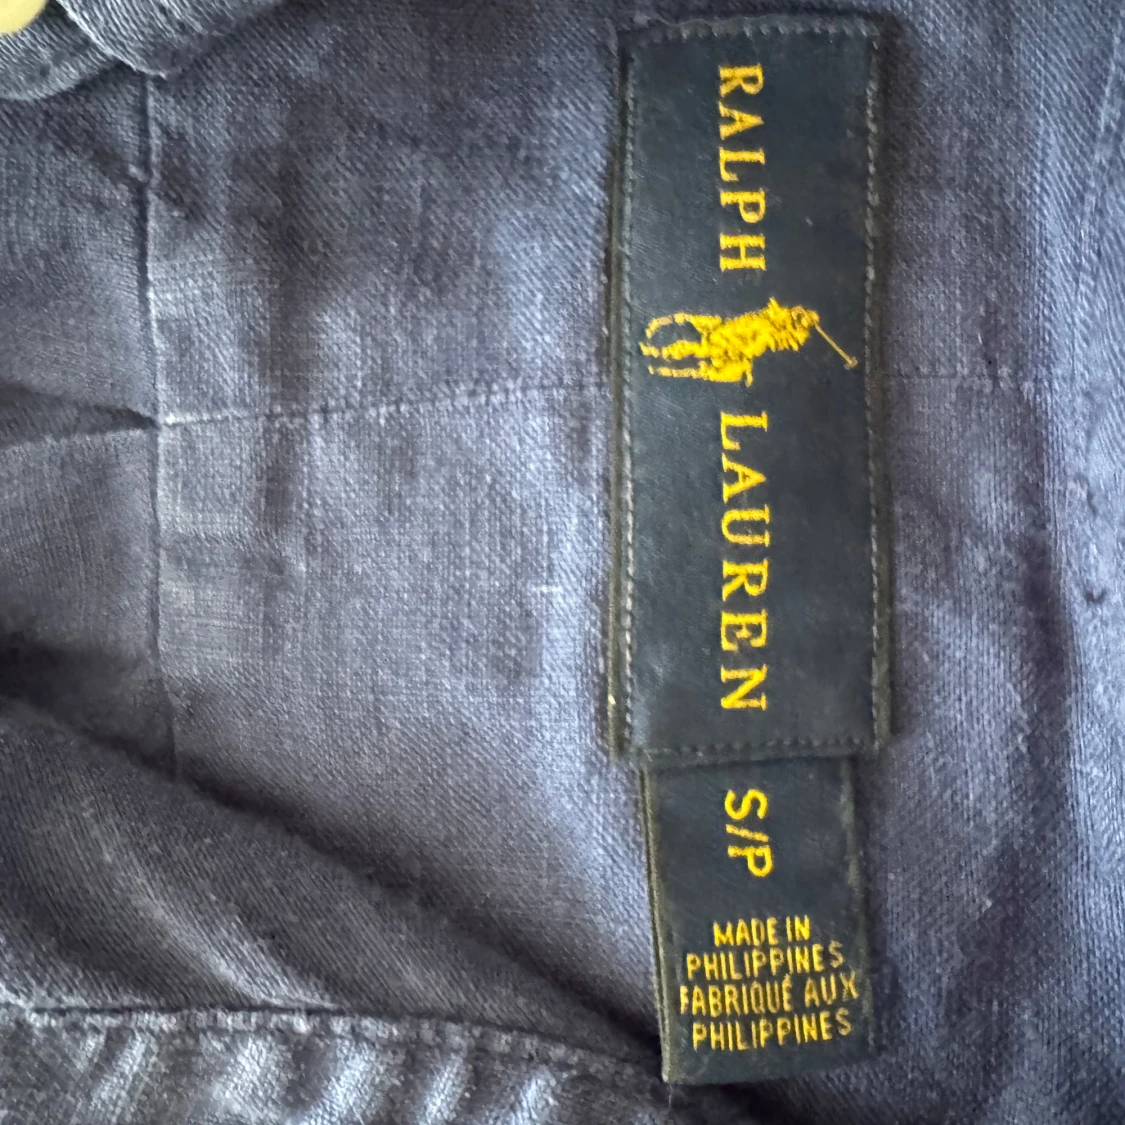 RALPH LAUREN
S/P
MADE IN
PHILIPPINES
FABRIQUÉ AUX
PHILIPPINES